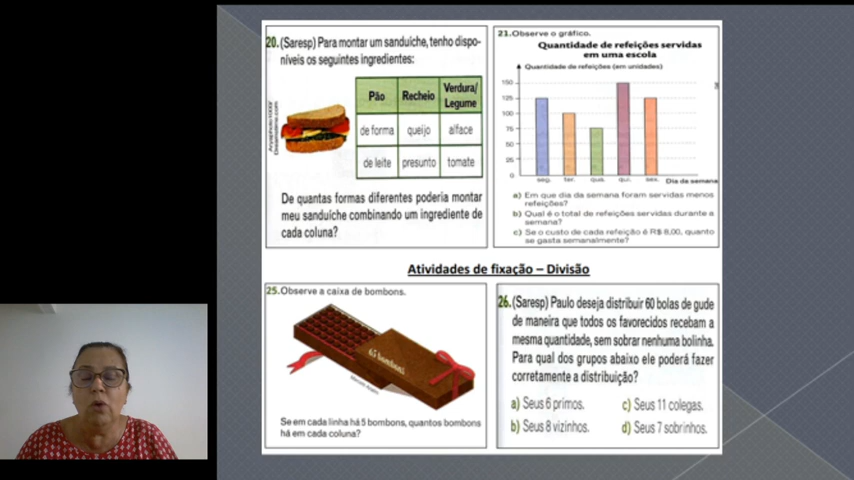 20.(Saresp) Para montar um sanduíche, tenho dispo-
níveis os seguintes ingredientes:
Pão
Recheio
Verdura/
Legume
de forma
queijo
alface
de leite
presunto
tomate
De quantas formas diferentes poderia montar
meu sanduíche combinando um ingrediente de
cada coluna?
21.Observe o gráfico.
Quantidade de refeições servidas
em uma escola
Quantidade de refeições (em unidades)
150
125
100
75
50
25
0
seg.
ter.
qua.
qui.
sex.
Dia da semana
a) Em que dia da semana foram servidas menos
refeições?
b) Qual é o total de refeições servidas durante a
semana?
c) Se o custo de cada refeição é R$ 8,00, quanto
se gasta semanalmente?
Atividades de fixação – Divisão
25.Observe a caixa de bombons.
bombons
Se em cada linha há 5 bombons, quantos bombons
há em cada coluna?
26.(Saresp) Paulo deseja distribuir 60 bolas de gude
de maneira que todos os favorecidos recebam a
mesma quantidade, sem sobrar nenhuma bolinha.
Para qual dos grupos abaixo ele poderá fazer
corretamente a distribuição?
a) Seus 6 primos.
c) Seus 11 colegas.
b) Seus 8 vizinhos.
d) Seus 7 sobrinhos.